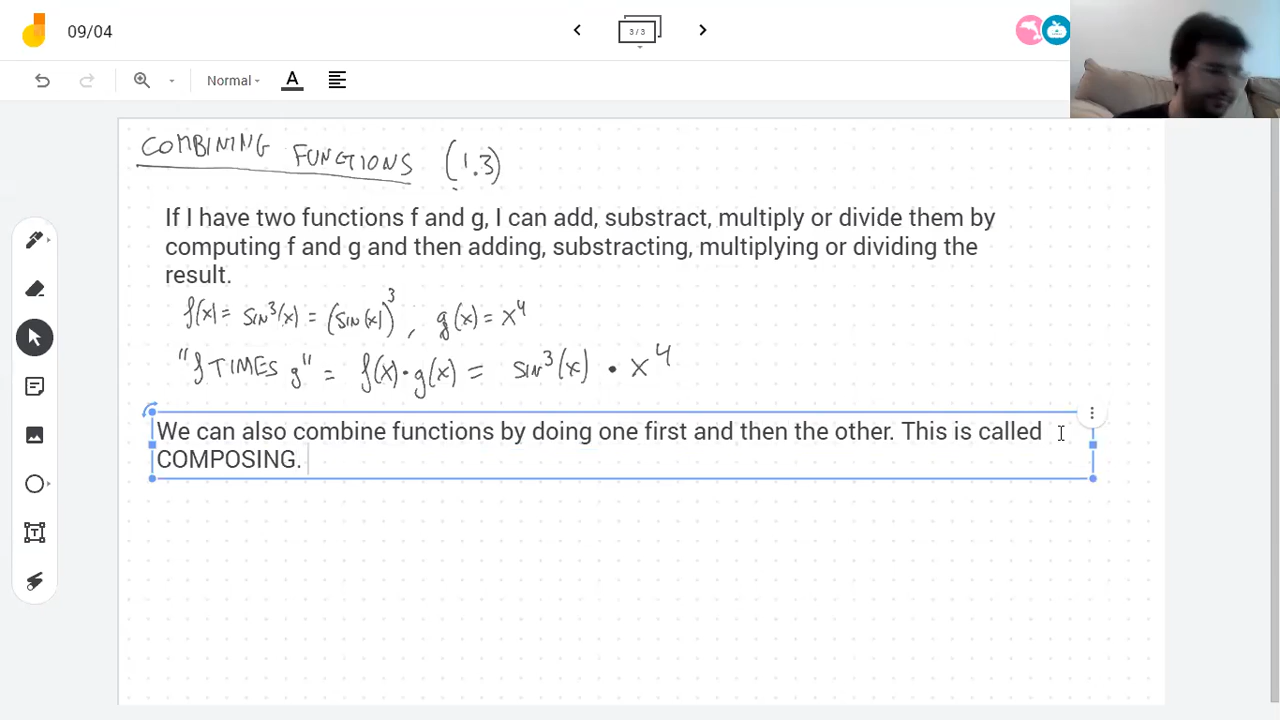 09/04
3 / 3
Normal
COMBINING FUNCTIONS (1.3)
If I have two functions f and g, I can add, substract, multiply or divide them by
computing f and g and then adding, substracting, multiplying or dividing the
result.
f(x) = sin³(x) = (sin(x))³, g(x) = x⁴
"f TIMES g" = f(x)·g(x) = sin³(x) · x⁴
We can also combine functions by doing one first and then the other. This is called
COMPOSING.